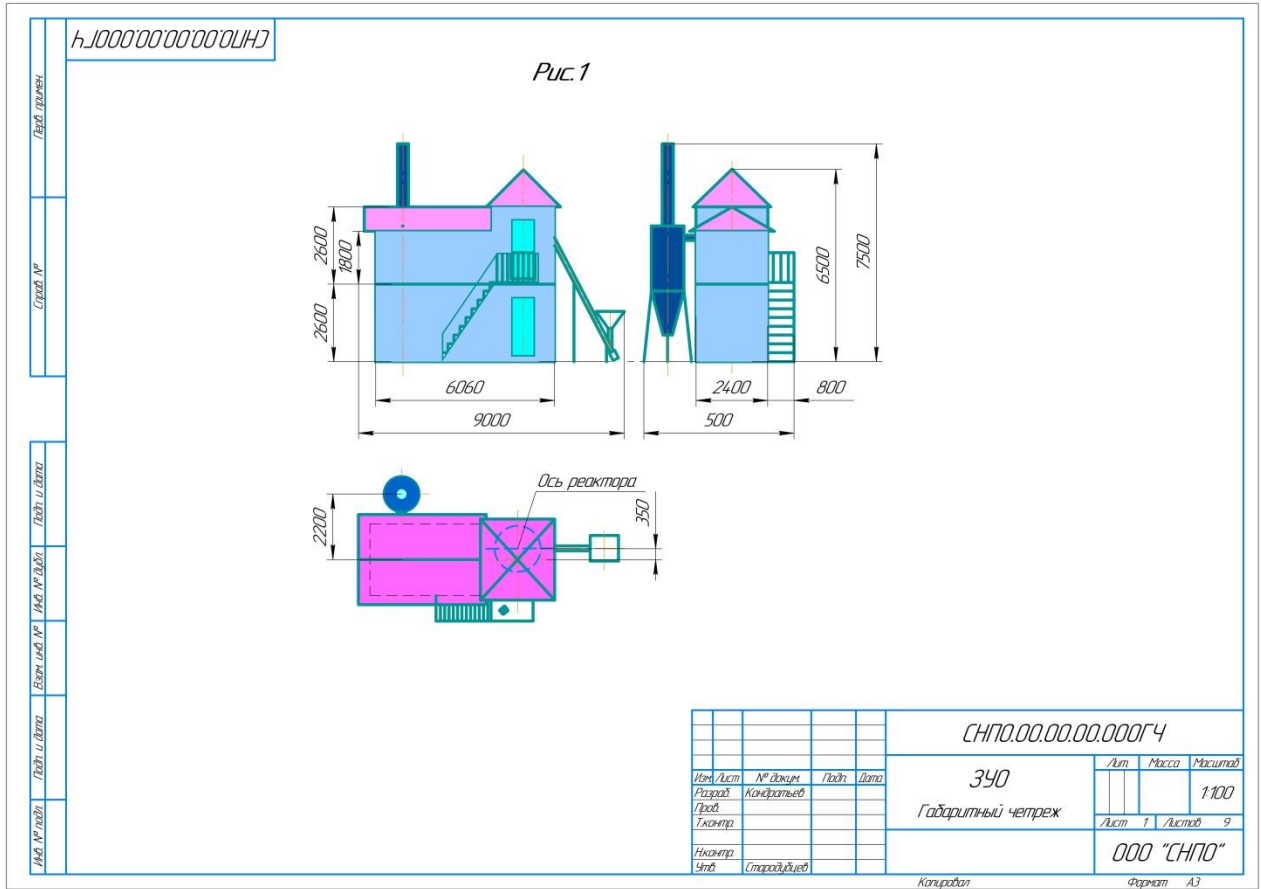 СНП0.00.00.00.000ГЧ
Рис.1
Перв. примен.
Справ. №
Подп. и дата
Инв. № дубл.
Взам. инв. №
Подп. и дата
Инв. № подл.
2600
1800
2600
6060
9000
6500
7500
2400
800
500
Ось реактора
2200
350
СНПО.00.00.00.000ГЧ
Изм. Лист № докум. Подп. Дата
Разраб. Кондратьев
Пров.
Т.контр.
Н.контр.
Утв. Стародубцев
ЗУО
Габаритный четреж
Лит. Масса Масштаб
1:100
Лист 1 Листов 9
ООО "СНПО"
Копировал Формат А3